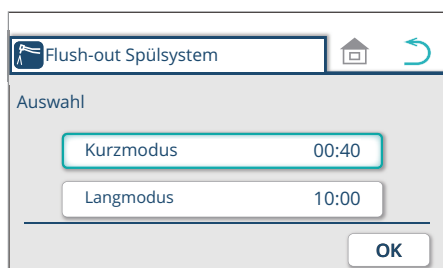 Flush-out Spülsystem
Auswahl
Kurzmodus 00:40
Langmodus 10:00
OK